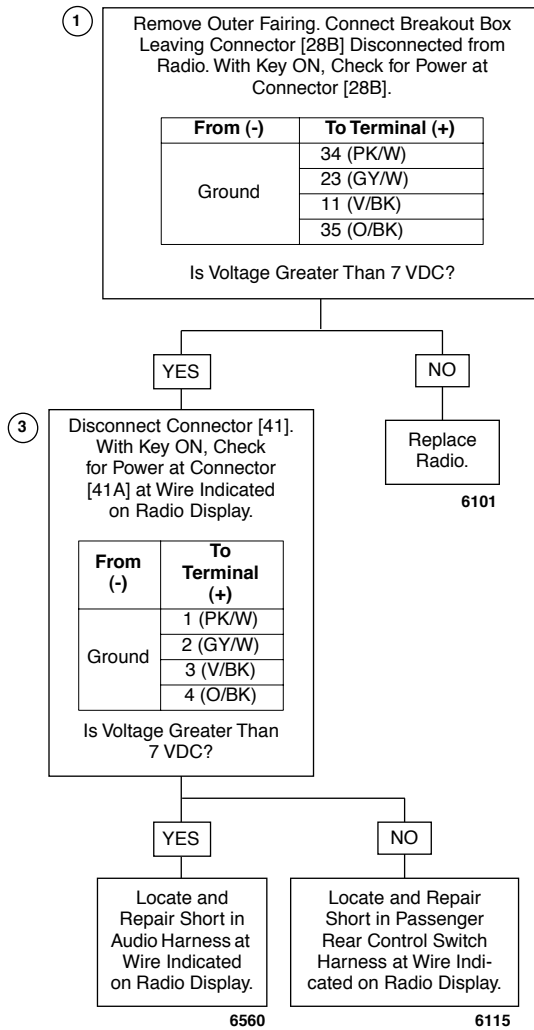 1
Remove Outer Fairing. Connect Breakout Box
Leaving Connector [28B] Disconnected from
Radio. With Key ON, Check for Power at
Connector [28B].
From (-) To Terminal (+)
Ground
34 (PK/W)
23 (GY/W)
11 (V/BK)
35 (O/BK)
Is Voltage Greater Than 7 VDC?
YES
NO
3
Disconnect Connector [41].
With Key ON, Check
for Power at Connector
[41A] at Wire Indicated
on Radio Display.
From
(-)
To
Terminal
(+)
Ground
1 (PK/W)
2 (GY/W)
3 (V/BK)
4 (O/BK)
Is Voltage Greater Than
7 VDC?
Replace
Radio.
6101
YES
NO
Locate and
Repair Short in
Audio Harness at
Wire Indicated
on Radio Display.
6560
Locate and Repair
Short in Passenger
Rear Control Switch
Harness at Wire Indi-
cated on Radio Display.
6115